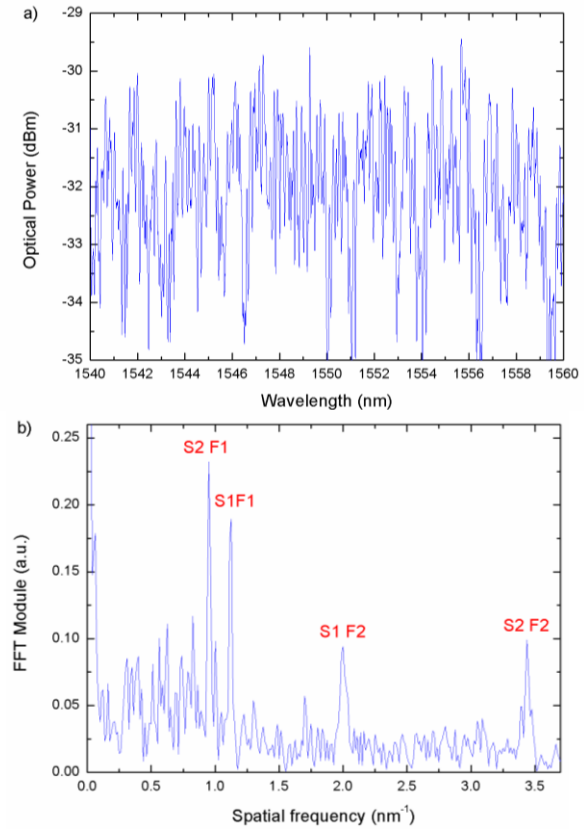 a)
-29
-30
-31
-32
-33
-34
-35
Optical Power (dBm)
1540 1542 1544 1546 1548 1550 1552 1554 1556 1558 1560
Wavelength (nm)
b)
0.25
0.20
0.15
0.10
0.05
0.00
FFT Module (a.u.)
S2 F1
S1F1
S1 F2
S2 F2
0.0 0.5 1.0 1.5 2.0 2.5 3.0 3.5
Spatial frequency (nm⁻¹)